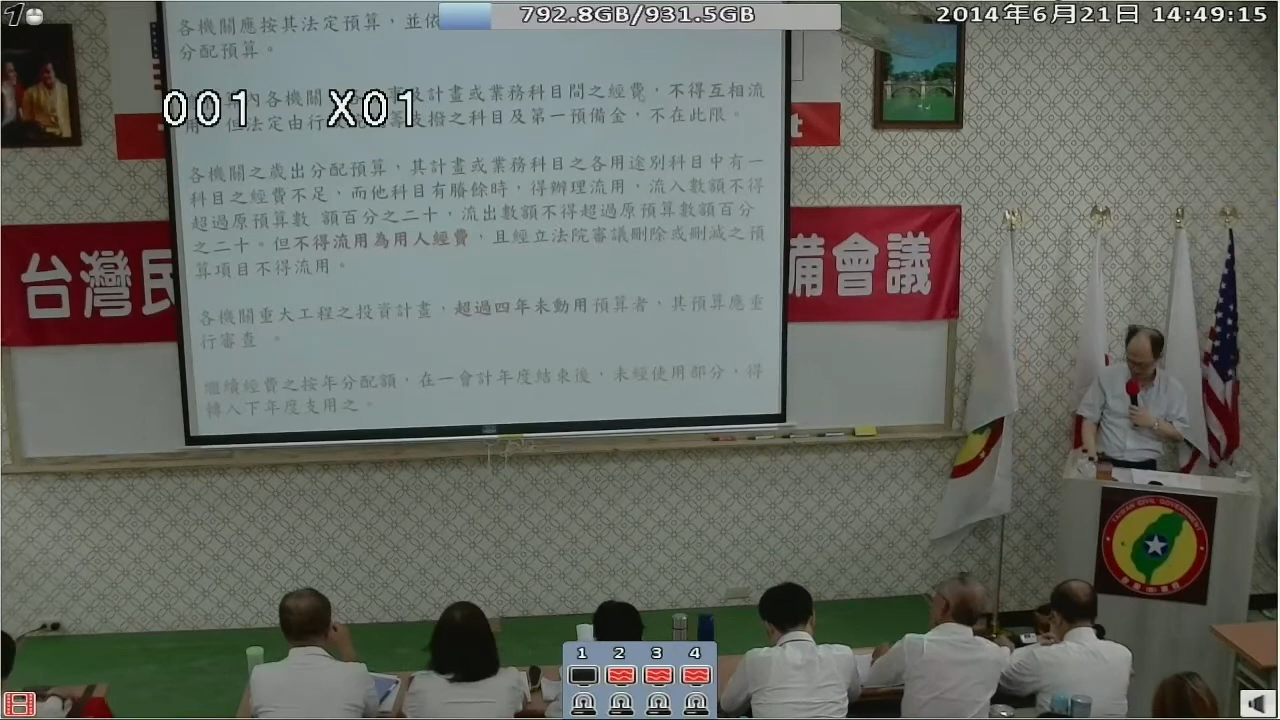 1
792.8GB/931.5GB
2014年6月21日 14:49:15
各機關應按其法定預算，並依
分配預算。
001 X01
內各機關 及計畫或業務科目間之經費，不得互相流
但法定由行 支撥之科目及第一預備金，不在此限。
各機關之歲出分配預算，其計畫或業務科目之各用途別科目中有一
科目之經費不足，而他科目有賸餘時，得辦理流用，流入數額不得
超過原預算數 額百分之二十，流出數額不得超過原預算數額百分
之二十。但不得流用為用人經費，且經立法院審議刪除或刪減之預
算項目不得流用。
各機關重大工程之投資計畫，超過四年未動用預算者，其預算應重
行審查 。
繼續經費之按年分配額，在一會計年度結束後，未經使用部分，得
轉入下年度支用之。
t
台灣民
備會議
TAIWAN CIVIL GOVERNMENT
1 2 3 4